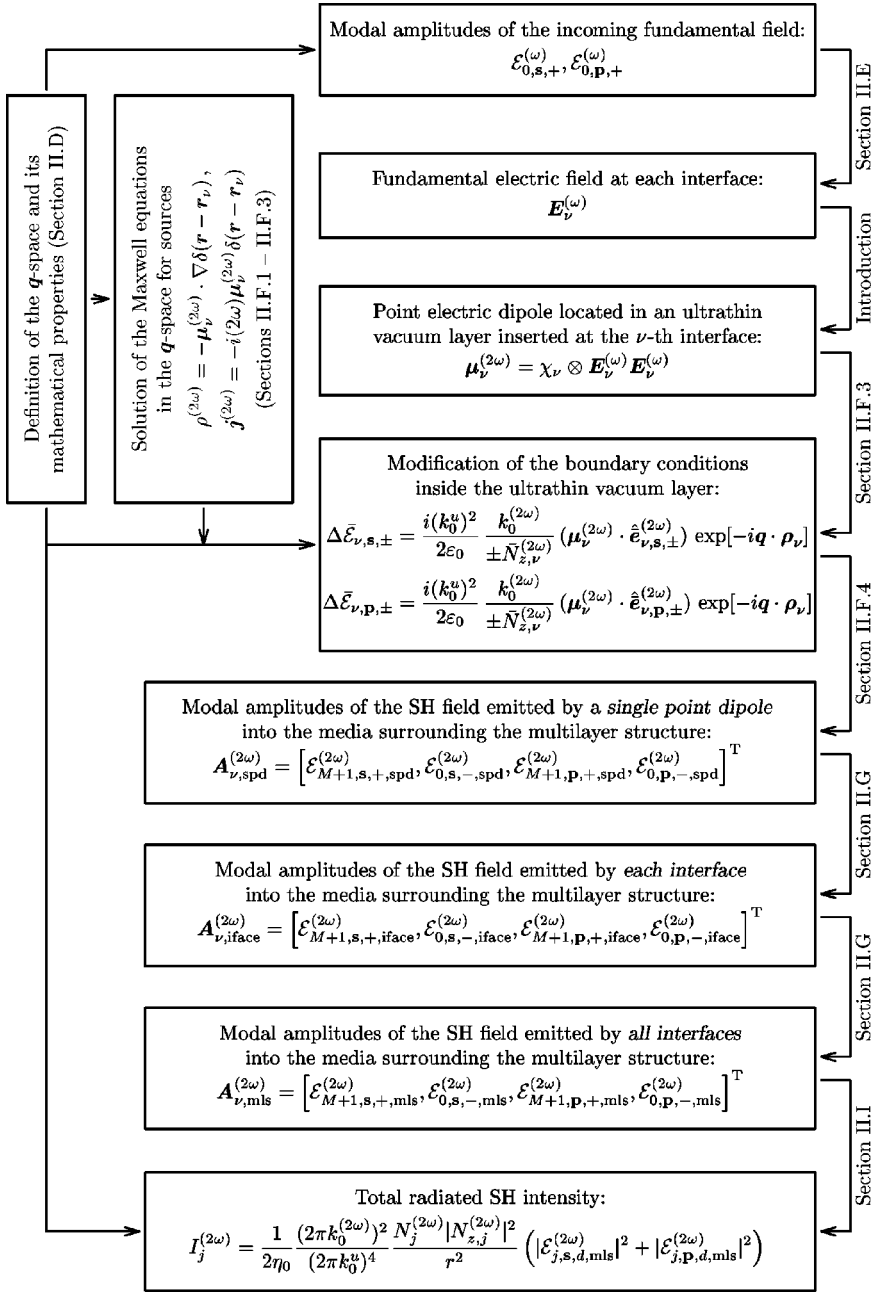 Modal amplitudes of the incoming fundamental field:
ℰ_{0,s,+}^{(ω)}, ℰ_{0,p,+}^{(ω)}
Section II.E
Definition of the q-space and its
mathematical properties (Section II.D)
Solution of the Maxwell equations
in the q-space for sources
ρ^{(2ω)} = −μ_ν^{(2ω)} · ∇δ(r − r_ν),
j^{(2ω)} = −i(2ω)μ_ν^{(2ω)}δ(r − r_ν)
(Sections II.F.1 – II.F.3)
Fundamental electric field at each interface:
E_ν^{(ω)}
Introduction
Point electric dipole located in an ultrathin
vacuum layer inserted at the ν-th interface:
μ_ν^{(2ω)} = χ_ν ⊗ E_ν^{(ω)} E_ν^{(ω)}
Section II.F.3
Modification of the boundary conditions
inside the ultrathin vacuum layer:
Δℰ̄_{ν,s,±} = \frac{i(k_0^u)^2}{2ε_0} \frac{k_0^{(2ω)}}{±N̄_{z,ν}^{(2ω)}} (μ_ν^{(2ω)} · \hat{\bar{e}}_{ν,s,±}^{(2ω)}) exp[−iq · ρ_ν]
Δℰ̄_{ν,p,±} = \frac{i(k_0^u)^2}{2ε_0} \frac{k_0^{(2ω)}}{±N̄_{z,ν}^{(2ω)}} (μ_ν^{(2ω)} · \hat{\bar{e}}_{ν,p,±}^{(2ω)}) exp[−iq · ρ_ν]
Section II.F.4
Modal amplitudes of the SH field emitted by a single point dipole
into the media surrounding the multilayer structure:
A_{ν,spd}^{(2ω)} = [ℰ_{M+1,s,+,spd}^{(2ω)}, ℰ_{0,s,−,spd}^{(2ω)}, ℰ_{M+1,p,+,spd}^{(2ω)}, ℰ_{0,p,−,spd}^{(2ω)}]^T
Section II.G
Modal amplitudes of the SH field emitted by each interface
into the media surrounding the multilayer structure:
A_{ν,iface}^{(2ω)} = [ℰ_{M+1,s,+,iface}^{(2ω)}, ℰ_{0,s,−,iface}^{(2ω)}, ℰ_{M+1,p,+,iface}^{(2ω)}, ℰ_{0,p,−,iface}^{(2ω)}]^T
Section II.G
Modal amplitudes of the SH field emitted by all interfaces
into the media surrounding the multilayer structure:
A_{ν,mls}^{(2ω)} = [ℰ_{M+1,s,+,mls}^{(2ω)}, ℰ_{0,s,−,mls}^{(2ω)}, ℰ_{M+1,p,+,mls}^{(2ω)}, ℰ_{0,p,−,mls}^{(2ω)}]^T
Section II.I
Total radiated SH intensity:
I_j^{(2ω)} = \frac{1}{2η_0} \frac{(2πk_0^{(2ω)})^2}{(2πk_0^u)^4} \frac{N_j^{(2ω)}|N_{z,j}^{(2ω)}|^2}{r^2} (|ℰ_{j,s,d,mls}^{(2ω)}|^2 + |ℰ_{j,p,d,mls}^{(2ω)}|^2)